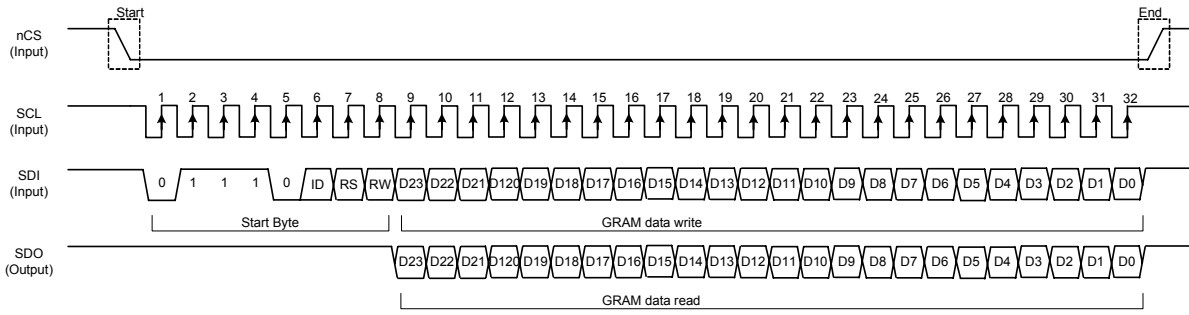 Start End
nCS
(Input)
1 2 3 4 5 6 7 8 9 10 11 12 13 14 15 16 17 18 19 20 21 22 23 24 25 26 27 28 29 30 31 32
SCL
(Input)
SDI
(Input)
0 1 1 1 0 ID RS RW D23 D22 D21 D120 D19 D18 D17 D16 D15 D14 D13 D12 D11 D10 D9 D8 D7 D6 D5 D4 D3 D2 D1 D0
Start Byte GRAM data write
SDO
(Output)
D23 D22 D21 D120 D19 D18 D17 D16 D15 D14 D13 D12 D11 D10 D9 D8 D7 D6 D5 D4 D3 D2 D1 D0
GRAM data read